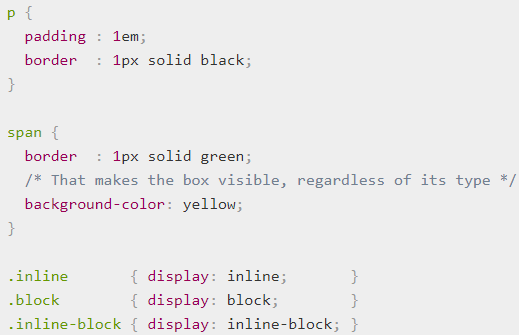 p {
  padding : 1em;
  border  : 1px solid black;
}

span {
  border  : 1px solid green;
  /* That makes the box visible, regardless of its type */
  background-color: yellow;
}

.inline       { display: inline;       }
.block        { display: block;        }
.inline-block { display: inline-block; }